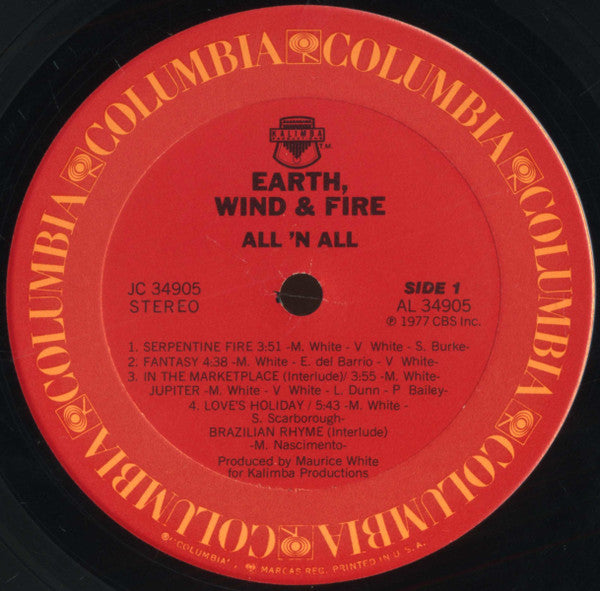 COLUMBIA COLUMBIA COLUMBIA COLUMBIA COLUMBIA COLUMBIA
KALIMBA
T.M.
EARTH,
WIND & FIRE
ALL 'N ALL
JC 34905
STEREO
SIDE 1
AL 34905
℗ 1977 CBS Inc.
1. SERPENTINE FIRE 3:51 -M. White - V White - S. Burke-
2. FANTASY 4:38 -M. White - E. del Barrio - V White-
3. IN THE MARKETPLACE (Interlude)/ 3:55 -M. White-
JUPITER -M. White - V White - L. Dunn - P Bailey-
4. LOVE'S HOLIDAY / 5:43 -M. White -
S. Scarborough-
BRAZILIAN RHYME (Interlude)
-M. Nascimento-
Produced by Maurice White
for Kalimba Productions
"COLUMBIA", MARCAS REG. PRINTED IN U.S.A.